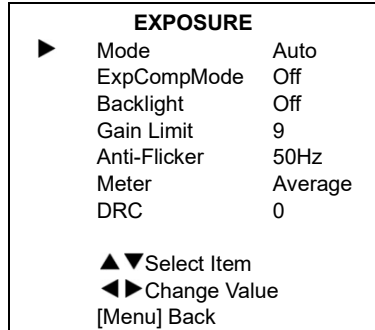 EXPOSURE
▶ Mode Auto
ExpCompMode Off
Backlight Off
Gain Limit 9
Anti-Flicker 50Hz
Meter Average
DRC 0
▲▼Select Item
◀▶Change Value
[Menu] Back